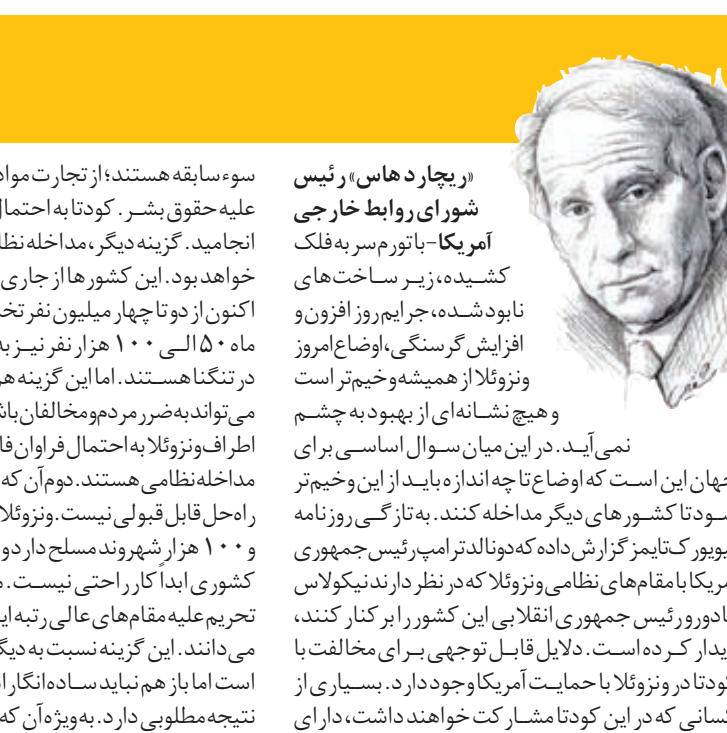 «ریچارد هاس» رئیس
شورای روابط خارجی
آمریکا-با تورم سر به فلک
کشیده، زیر ساخت‌های
نابود شده، جرایم روز افزون و
افزایش گرسنگی، اوضاع امروز
ونزوئلا از همیشه وخیم‌تر است
و هیچ نشانه‌ای از بهبود به چشم
نمی‌آید. در این میان سوال اساسی برای
جهان این است که اوضاع تا چه اندازه باید از این وخیم‌تر
شود تا کشورهای دیگر مداخله کنند. به تازگی روزنامه
نیویورک تایمز گزارش داده که دونالد ترامپ رئیس جمهوری
آمریکا با مقام‌های نظامی ونزوئلا که در نظر دارند نیکولاس
مادورو رئیس جمهوری انقلابی این کشور را بر کنار کنند،
دیدار کرده است. دلایل قابل توجهی برای مخالفت با
کودتا در ونزوئلا با حمایت آمریکا وجود دارد. بسیاری از
کسانی که در این کودتا مشارکت خواهند داشت، دارای
سوءسابقه هستند؛ از تجارت مواد
علیه حقوق بشر. کودتا به احتمال
انجامید. گزینه دیگر، مداخله نظا
خواهد بود. این کشورها از جاری
اکنون از دو تا چهار میلیون نفر تخ
ماه ۵۰ الی ۱۰۰ هزار نفر نیز به
در تنگنا هستند. اما این گزینه هم
می‌تواند به ضرر مردم و مخالفان باش
اطراف ونزوئلا به احتمال فراوان فا
مداخله نظامی هستند. دوم آن که
راه حل قابل قبولی نیست. ونزوئلا
و ۱۰۰ هزار شهروند مسلح دارد و
کشوری ابداً کار راحتی نیست.
تحریم علیه مقام‌های عالی رتبه این
می‌دانند. این گزینه نسبت به دیگ
است اما باز هم نباید ساده‌انگار
نتیجه مطلوبی دارد. به‌ویژه آن که